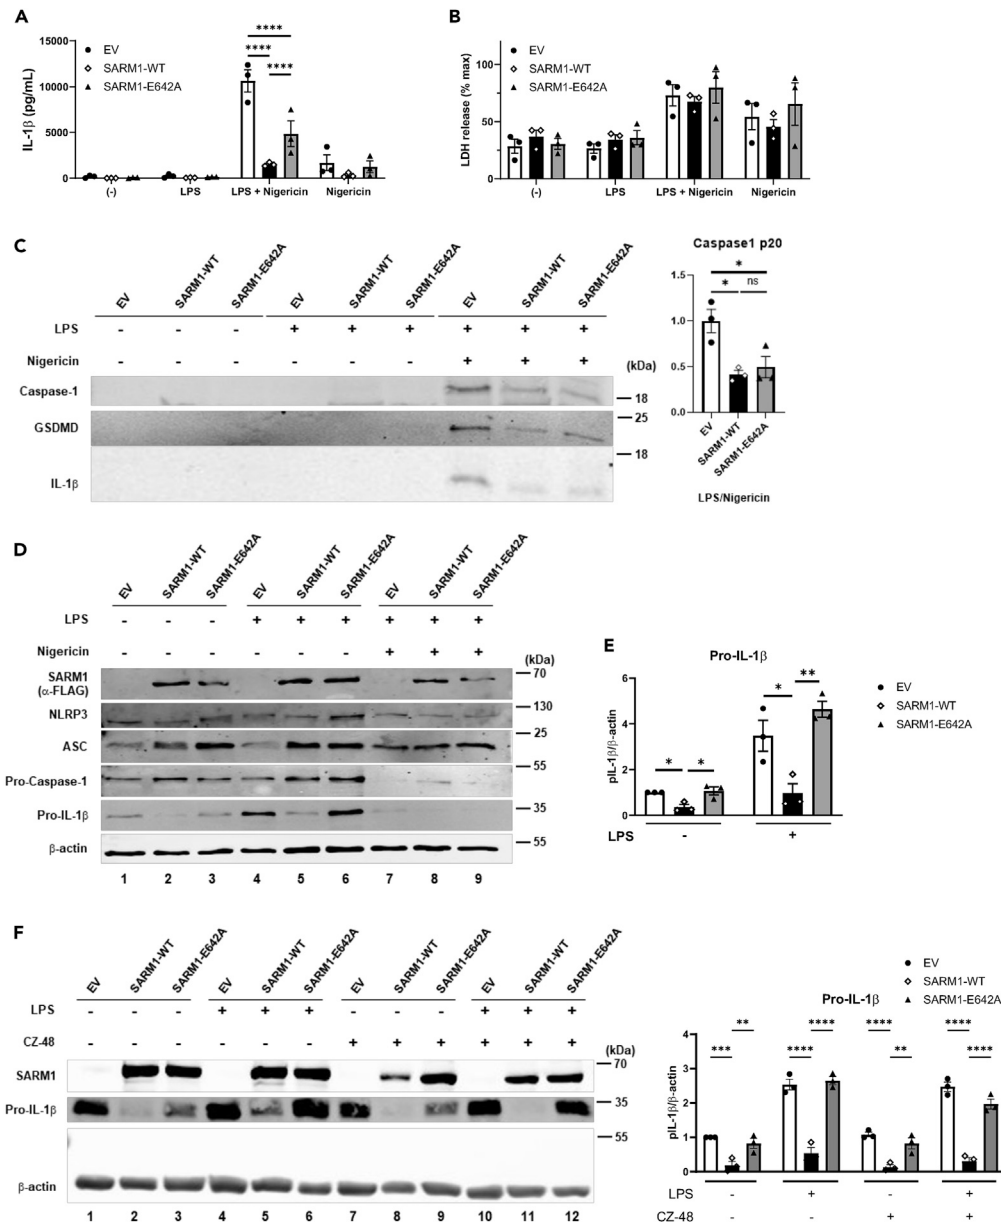 A
IL-1β (pg/mL)
15000
10000
5000
0
EV
SARM1-WT
SARM1-E642A
****
****
****
(-)
LPS
LPS + Nigericin
Nigericin
B
LDH release (% max)
100
50
0
EV
SARM1-WT
SARM1-E642A
(-)
LPS
LPS + Nigericin
Nigericin
C
EV
SARM1-WT
SARM1-E642A
EV
SARM1-WT
SARM1-E642A
EV
SARM1-WT
SARM1-E642A
LPS - - - + + + + + +
Nigericin - - - - - - + + +
(kDa)
Caspase-1
18
GSDMD
25
18
IL-1β
Caspase1 p20
*
* ns
1.5
1.0
0.5
0.0
EV
SARM1-WT
SARM1-E642A
LPS/Nigericin
D
EV
SARM1-WT
SARM1-E642A
EV
SARM1-WT
SARM1-E642A
EV
SARM1-WT
SARM1-E642A
LPS - - - + + + + + +
Nigericin - - - - - - + + +
(kDa)
SARM1
(α-FLAG)
70
NLRP3
130
ASC
25
Pro-Caspase-1
55
Pro-IL-1β
35
β-actin
55
1 2 3 4 5 6 7 8 9
E
Pro-IL-1β
pIL-1β/β-actin
6
4
2
0
EV
SARM1-WT
SARM1-E642A
* *
* **
LPS - +
F
EV
SARM1-WT
SARM1-E642A
EV
SARM1-WT
SARM1-E642A
EV
SARM1-WT
SARM1-E642A
EV
SARM1-WT
SARM1-E642A
LPS - - - + + + - - - + + +
CZ-48 - - - - - - + + + + + +
(kDa)
SARM1
70
Pro-IL-1β
35
55
β-actin
1 2 3 4 5 6 7 8 9 10 11 12
EV
SARM1-WT
SARM1-E642A
Pro-IL-1β
pIL-1β/β-actin
4
3
2
1
0
*** **
**** ****
**** **
**** ****
LPS - + - +
CZ-48 - - + +